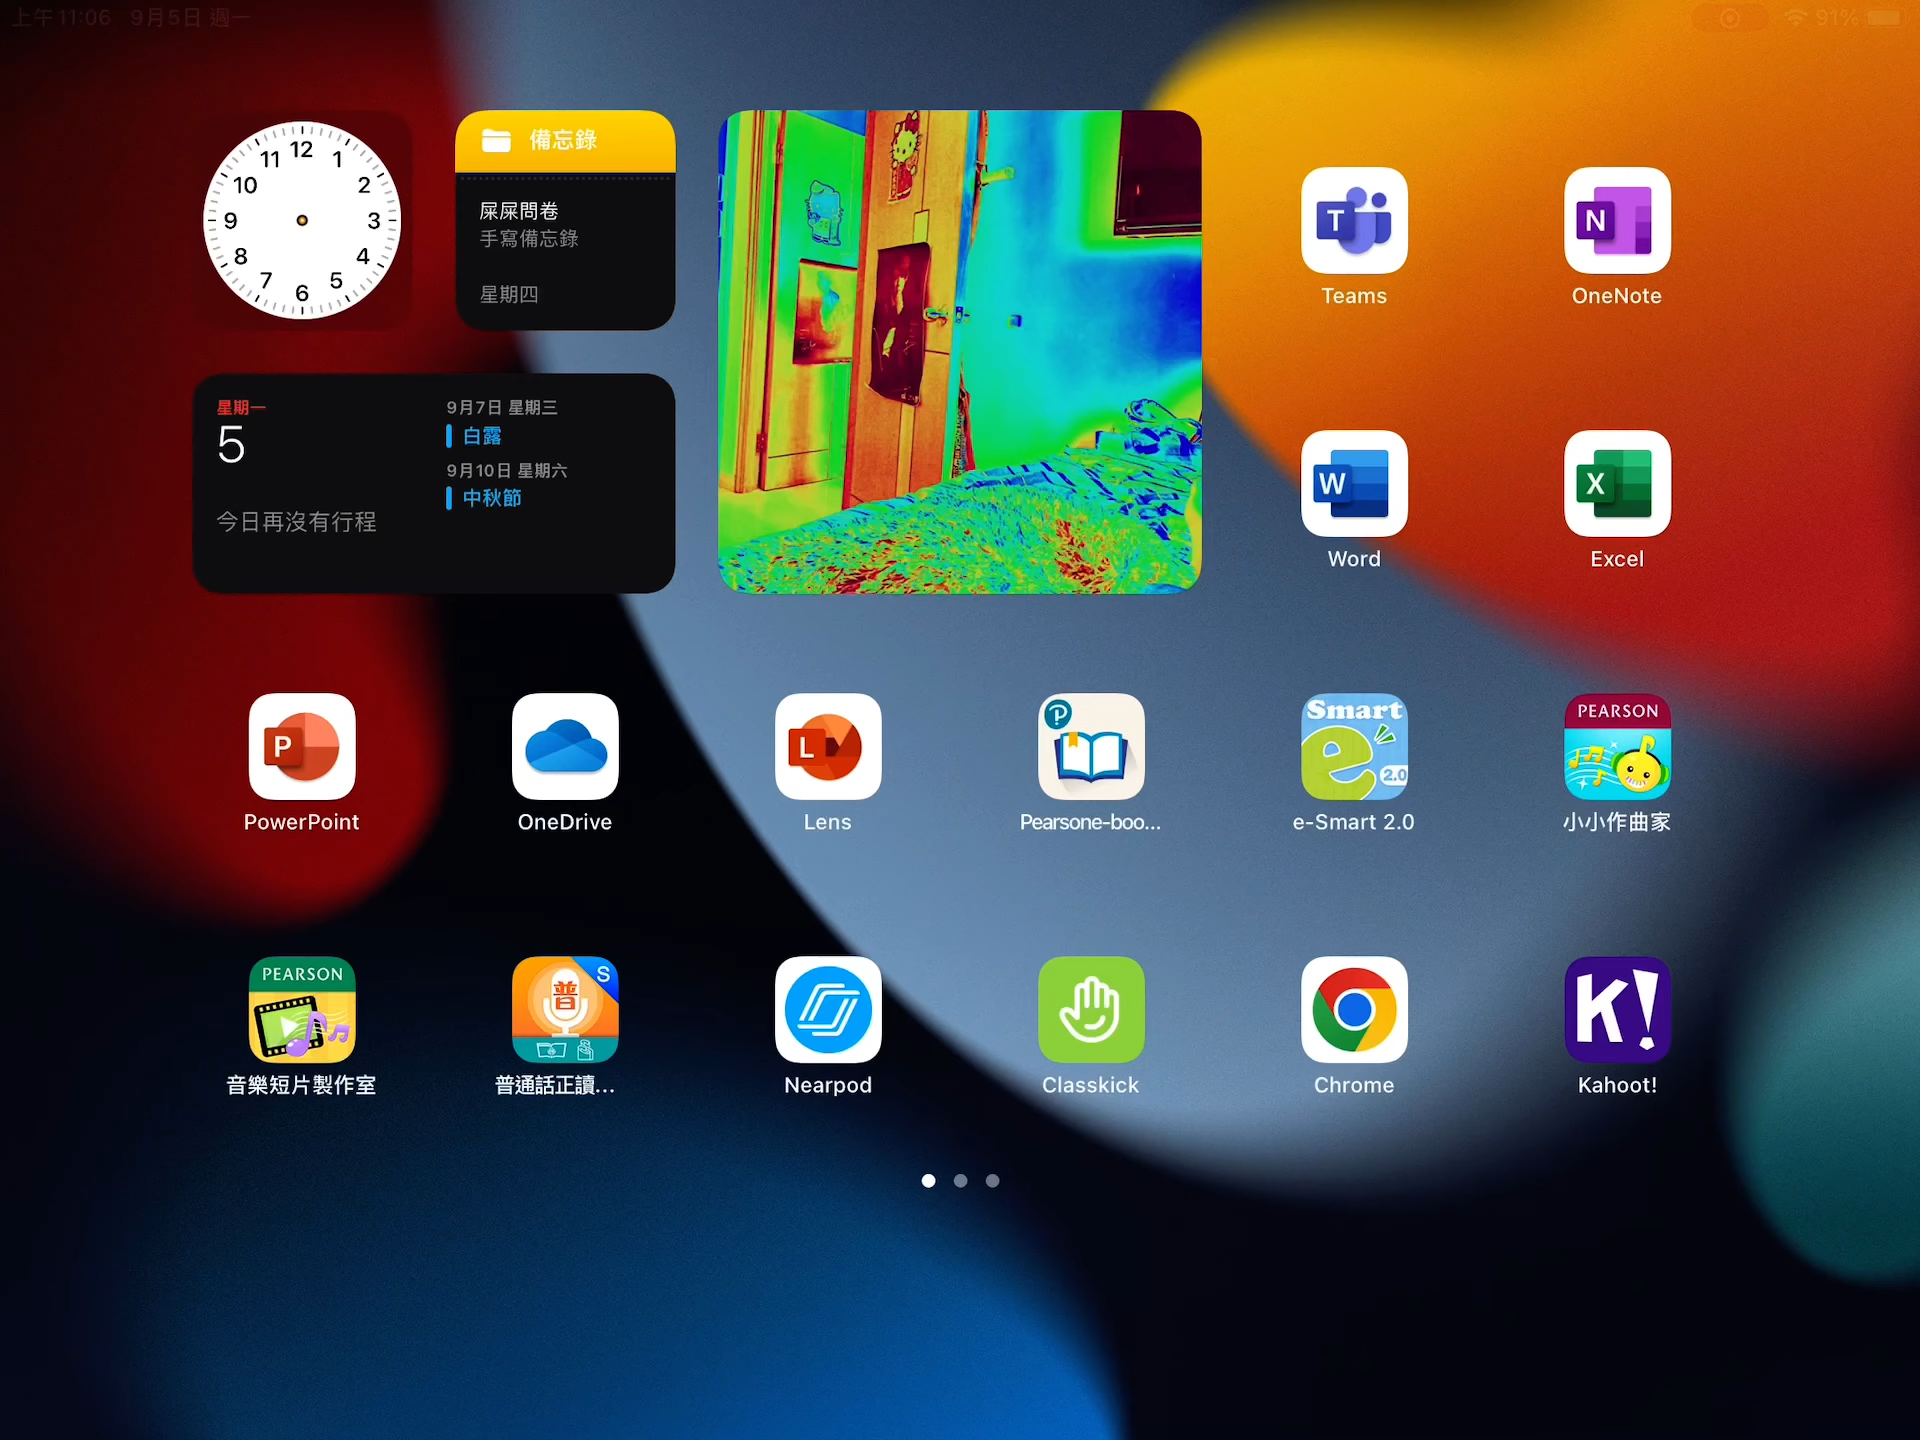 上午11:06 9月5日 週一
91%
12
11 1
10 2
9 3
8 4
7 5
6
備忘錄
屎屎問卷
手寫備忘錄
星期四
星期一
5
今日再沒有行程
9月7日 星期三
白露
9月10日 星期六
中秋節
T
Teams
N
OneNote
W
Word
X
Excel
P
PowerPoint
OneDrive
L
Lens
P
Pearsone-boo...
Smart
e
2.0
e-Smart 2.0
PEARSON
小小作曲家
PEARSON
音樂短片製作室
普
S
普通話正讀...
Nearpod
Classkick
Chrome
K!
Kahoot!